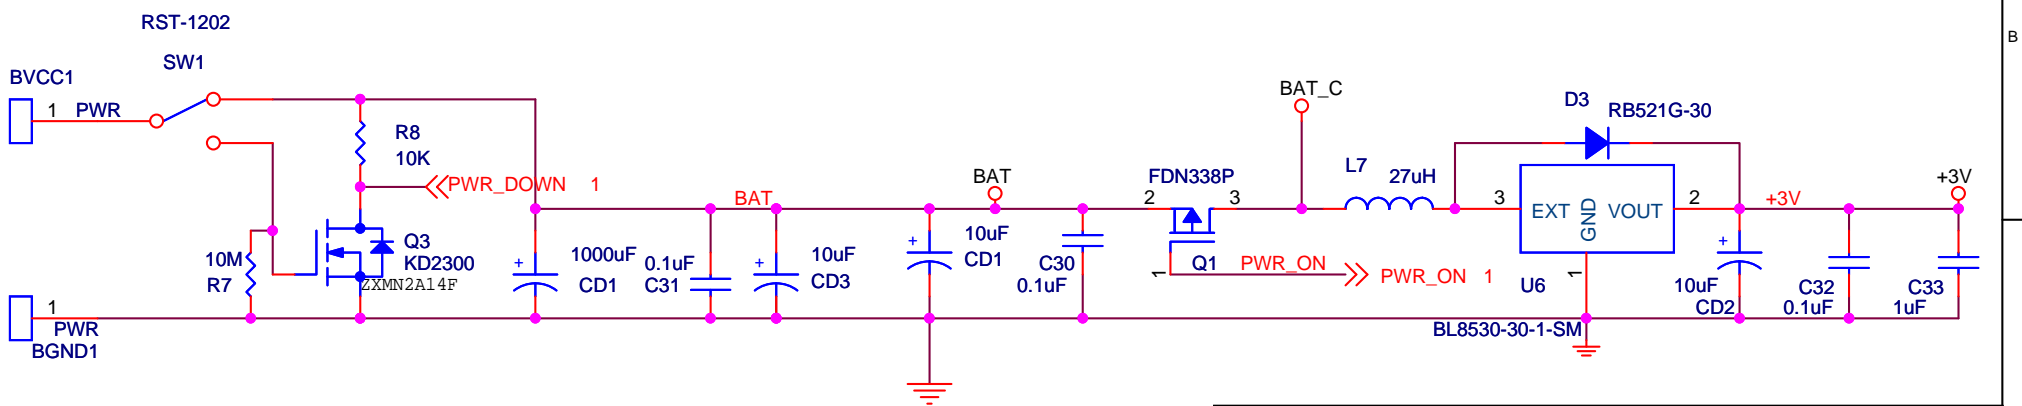 RST-1202
SW1
BVCC1
1
PWR
R8
10K
PWR_DOWN 1
10M
R7
Q3
KD2300
ZXMN2A14F
1
PWR
BGND1
1000uF
CD1
BAT
0.1uF
C31
10uF
CD3
BAT
10uF
CD1
C30
0.1uF
FDN338P
2
3
1
Q1
PWR_ON
PWR_ON 1
BAT_C
L7
27uH
D3
RB521G-30
3
EXT
GND
VOUT
2
1
U6
BL8530-30-1-SM
+3V
10uF
CD2
C32
0.1uF
+3V
C33
1uF
B
+
+
+
+